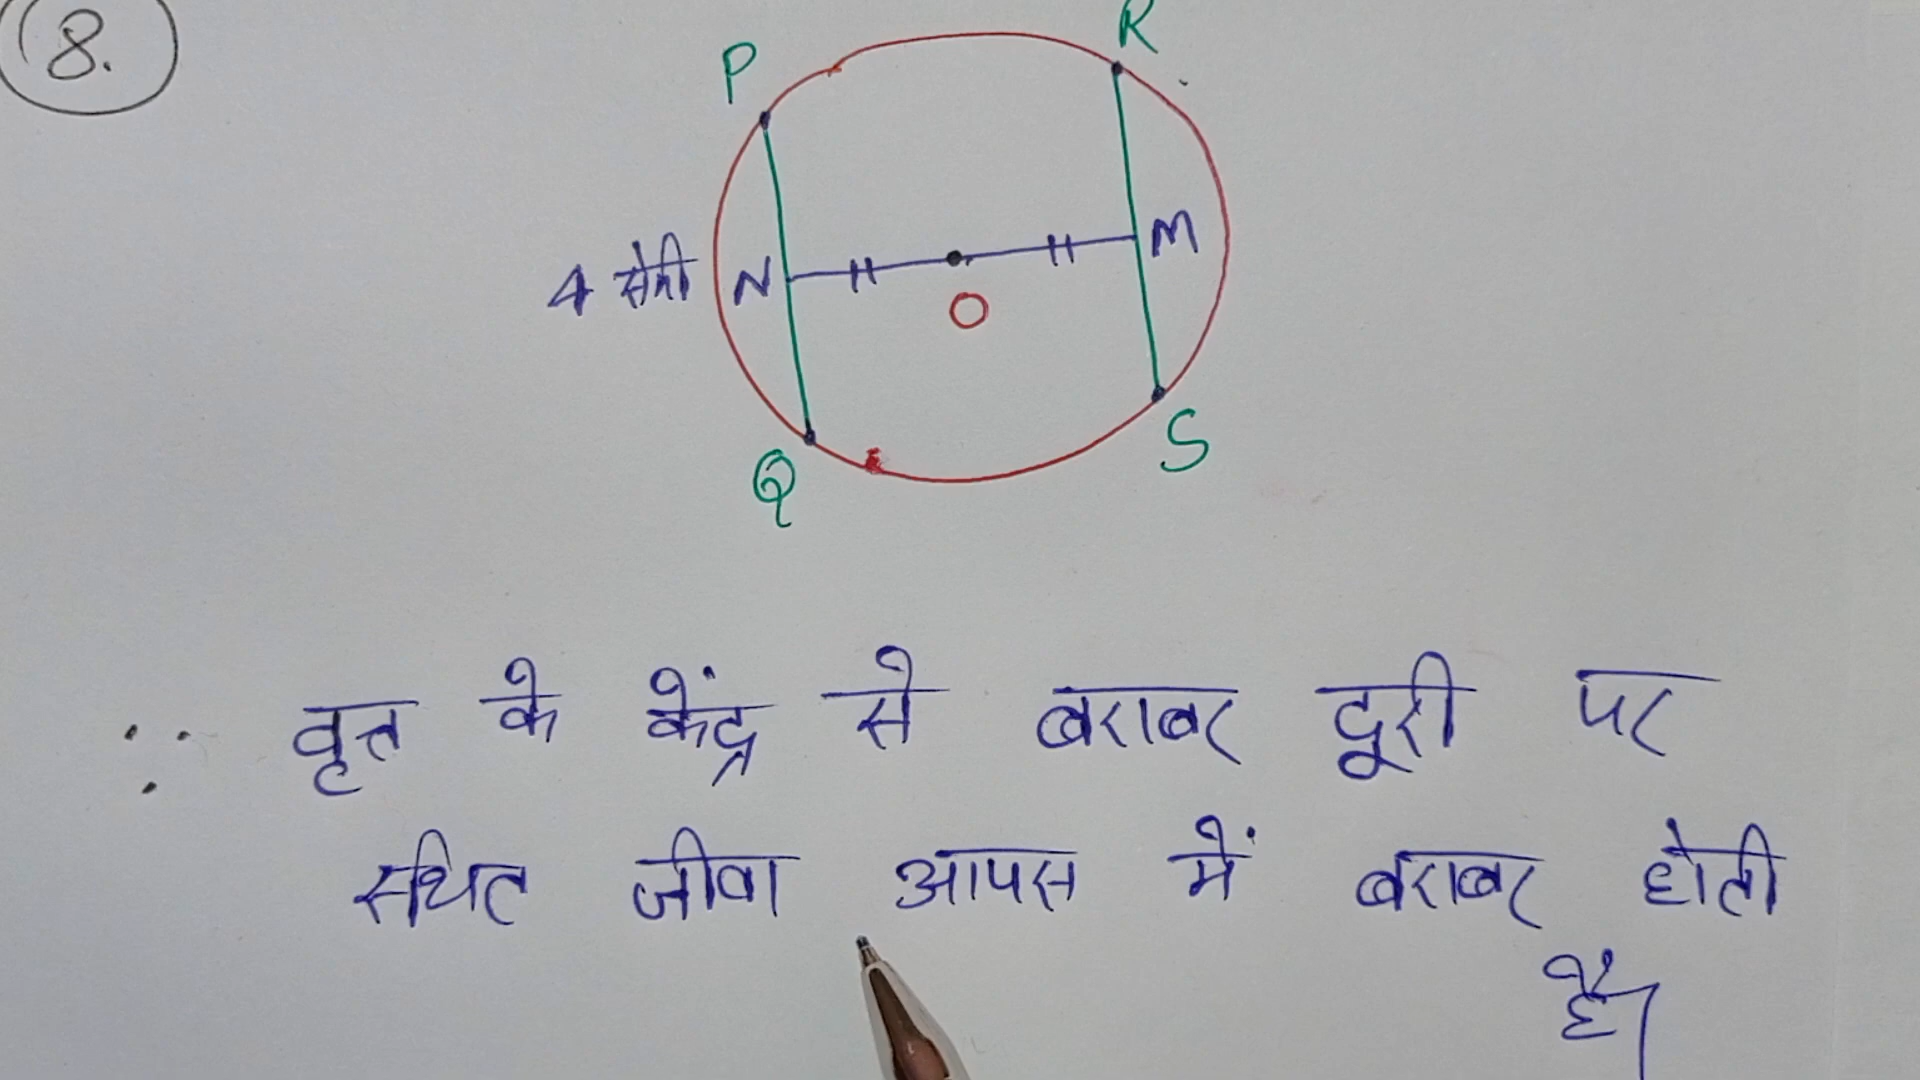 8.
P
R
4 सेमी
N
M
O
Q
S
∵ वृत्त के केंद्र से बराबर दूरी पर
स्थित जीवा आपस में बराबर होती
है।